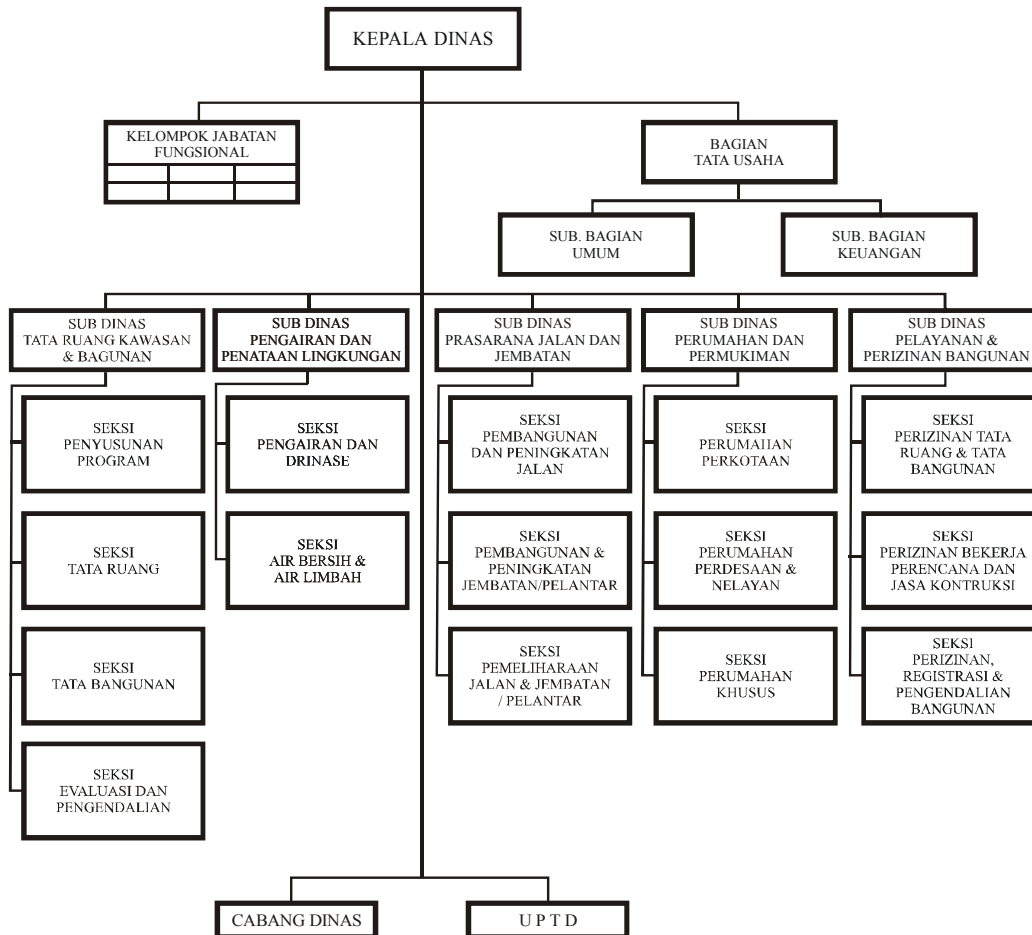 KEPALA DINAS
KELOMPOK JABATAN
FUNGSIONAL
BAGIAN
TATA USAHA
SUB. BAGIAN
UMUM
SUB. BAGIAN
KEUANGAN
SUB DINAS
TATA RUANG KAWASAN
& BAGUNAN
SUB DINAS
PENGAIRAN DAN
PENATAAN LINGKUNGAN
SUB DINAS
PRASARANA JALAN DAN
JEMBATAN
SUB DINAS
PERUMAHAN DAN
PERMUKIMAN
SUB DINAS
PELAYANAN &
PERIZINAN BANGUNAN
SEKSI
PENYUSUNAN
PROGRAM
SEKSI
TATA RUANG
SEKSI
TATA BANGUNAN
SEKSI
EVALUASI DAN
PENGENDALIAN
SEKSI
PENGAIRAN DAN
DRINASE
SEKSI
AIR BERSIH &
AIR LIMBAH
SEKSI
PEMBANGUNAN
DAN PENINGKATAN
JALAN
SEKSI
PEMBANGUNAN &
PENINGKATAN
JEMBATAN/PELANTAR
SEKSI
PEMELIHARAAN
JALAN & JEMBATAN
/ PELANTAR
SEKSI
PERUMAHAN
PERKOTAAN
SEKSI
PERUMAHAN
PERDESAAN &
NELAYAN
SEKSI
PERUMAHAN
KHUSUS
SEKSI
PERIZINAN TATA
RUANG & TATA
BANGUNAN
SEKSI
PERIZINAN BEKERJA
PERENCANA DAN
JASA KONTRUKSI
SEKSI
PERIZINAN,
REGISTRASI &
PENGENDALIAN
BANGUNAN
CABANG DINAS
U P T D